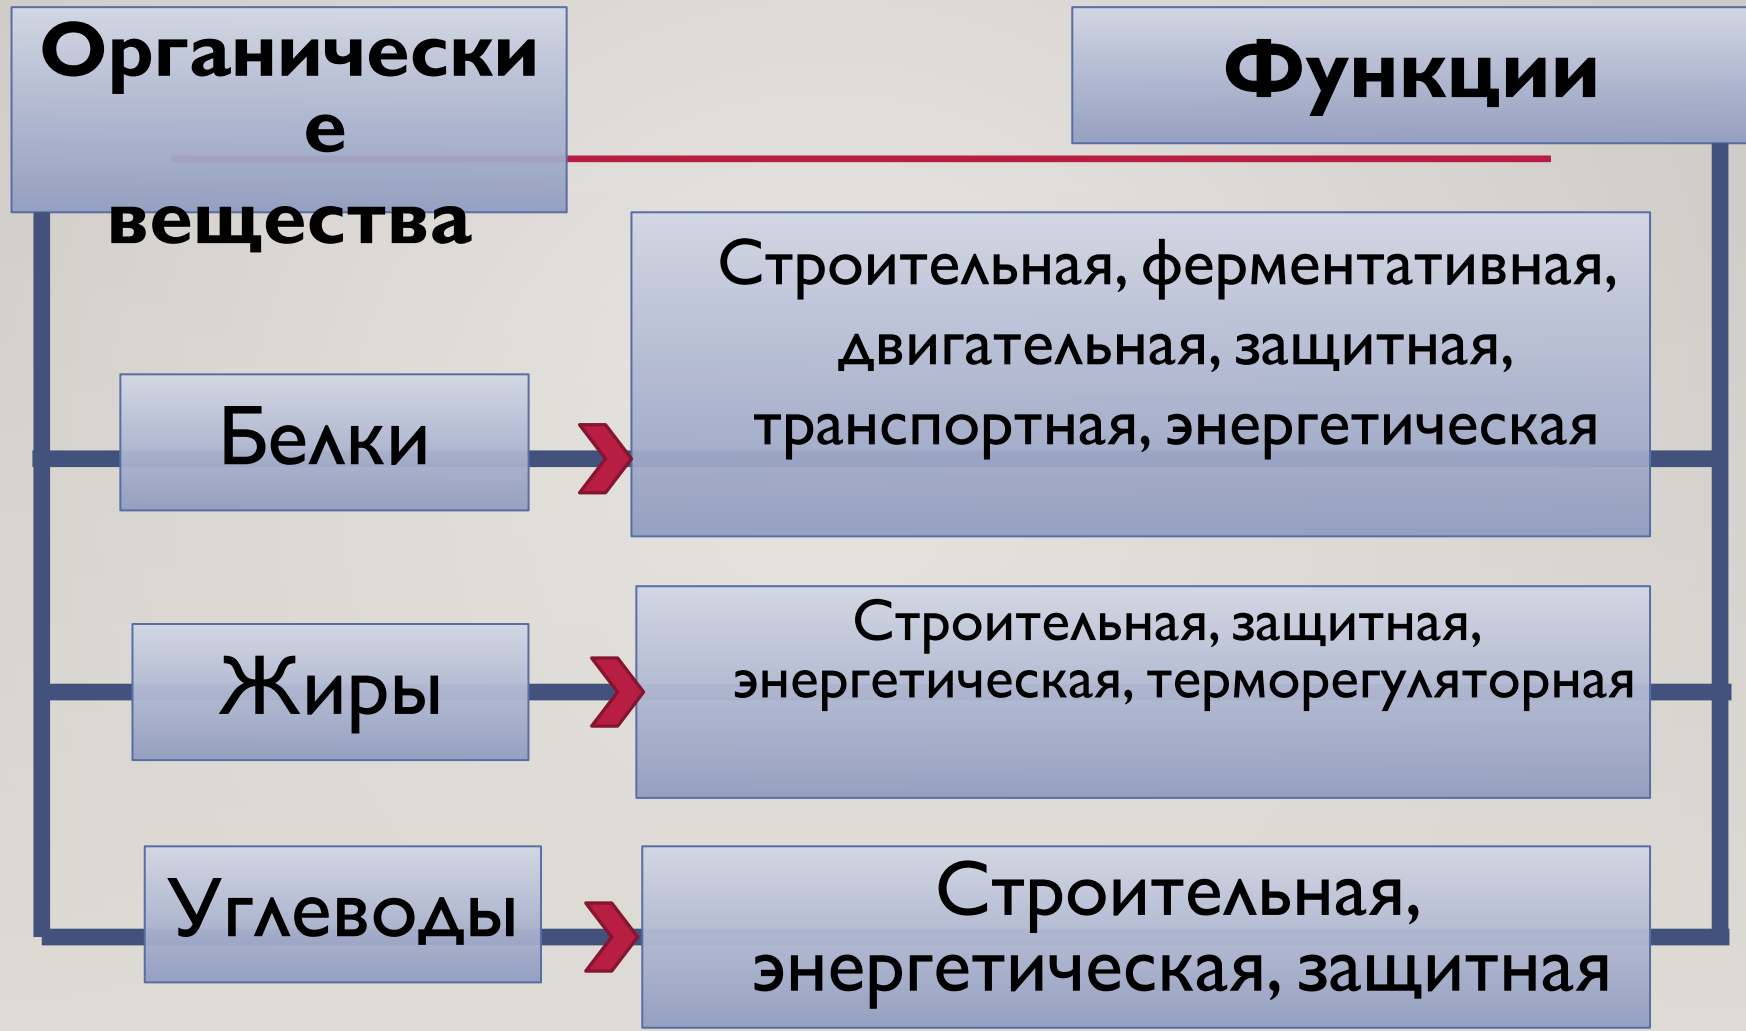 Органически
е
вещества
Функции
Строительная, ферментативная,
двигательная, защитная,
транспортная, энергетическая
Белки
Строительная, защитная,
энергетическая, терморегуляторная
Жиры
Строительная,
энергетическая, защитная
Углеводы